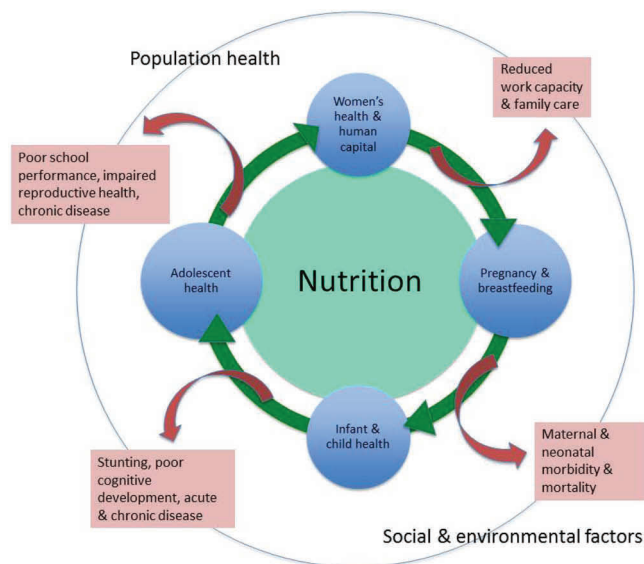 Population health
Reduced
work capacity
& family care
Women's
health &
human
capital
Poor school
performance, impaired
reproductive health,
chronic disease
Adolescent
health
Nutrition
Pregnancy &
breastfeeding
Infant &
child health
Stunting, poor
cognitive
development, acute
& chronic disease
Maternal &
neonatal
morbidity &
mortality
Social & environmental factors